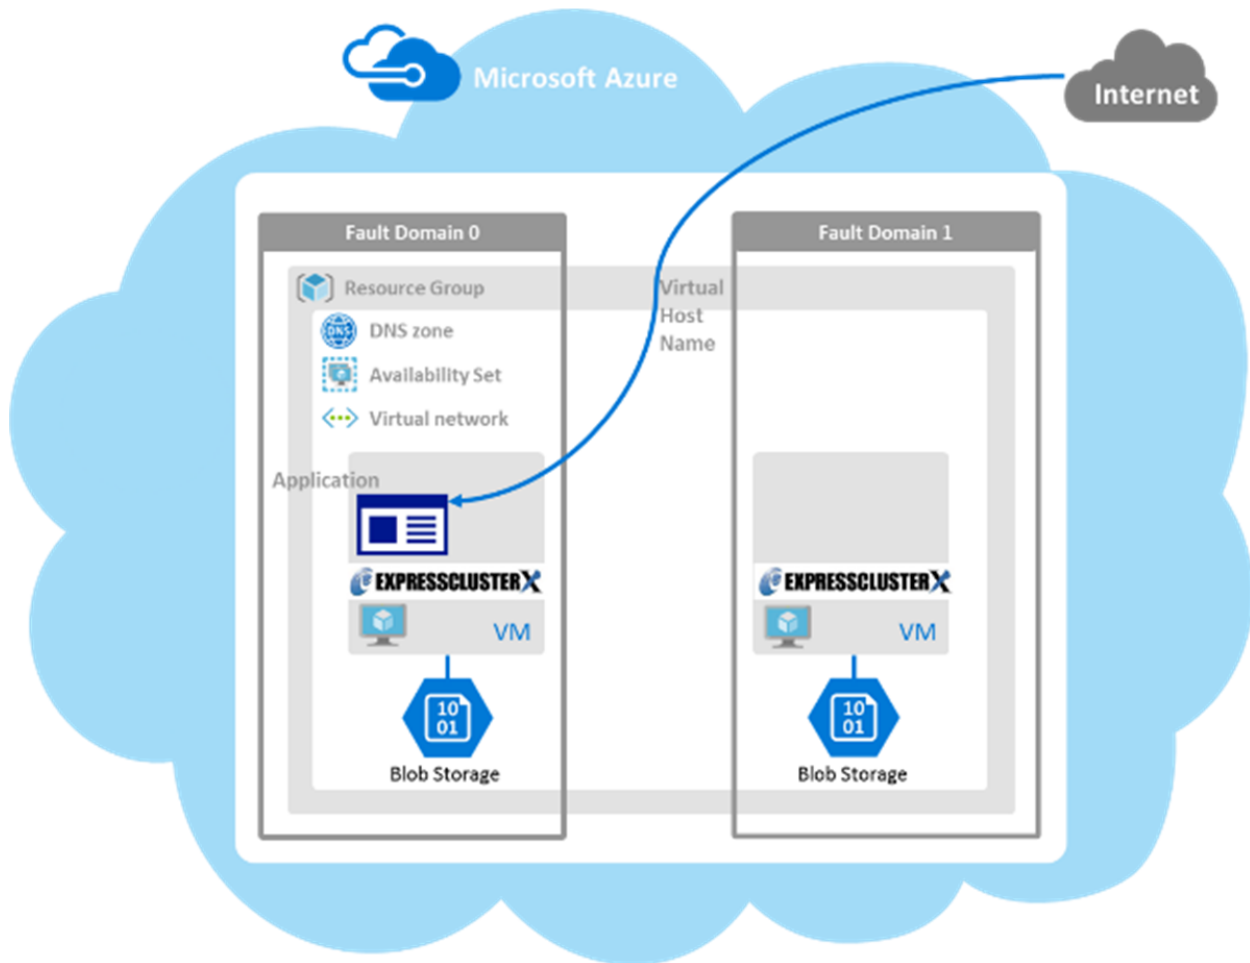 Microsoft Azure
Internet
Fault Domain 0
Fault Domain 1
Resource Group
Virtual
Host
Name
DNS
DNS zone
Availability Set
Virtual network
Application
EXPRESSCLUSTER X
EXPRESSCLUSTER X
VM
VM
10
01
10
01
Blob Storage
Blob Storage